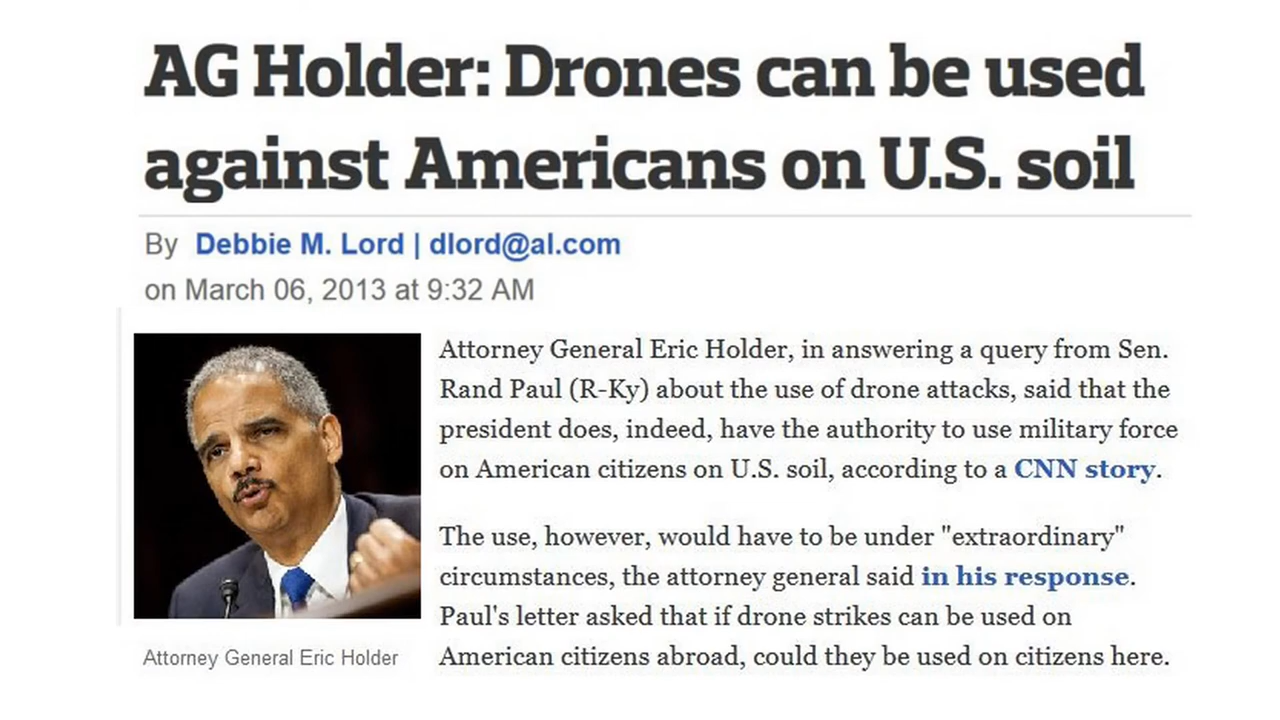 AG Holder: Drones can be used
against Americans on U.S. soil
By Debbie M. Lord | dlord@al.com
on March 06, 2013 at 9:32 AM
Attorney General Eric Holder, in answering a query from Sen.
Rand Paul (R-Ky) about the use of drone attacks, said that the
president does, indeed, have the authority to use military force
on American citizens on U.S. soil, according to a CNN story.
The use, however, would have to be under "extraordinary"
circumstances, the attorney general said in his response.
Paul's letter asked that if drone strikes can be used on
American citizens abroad, could they be used on citizens here.
Attorney General Eric Holder